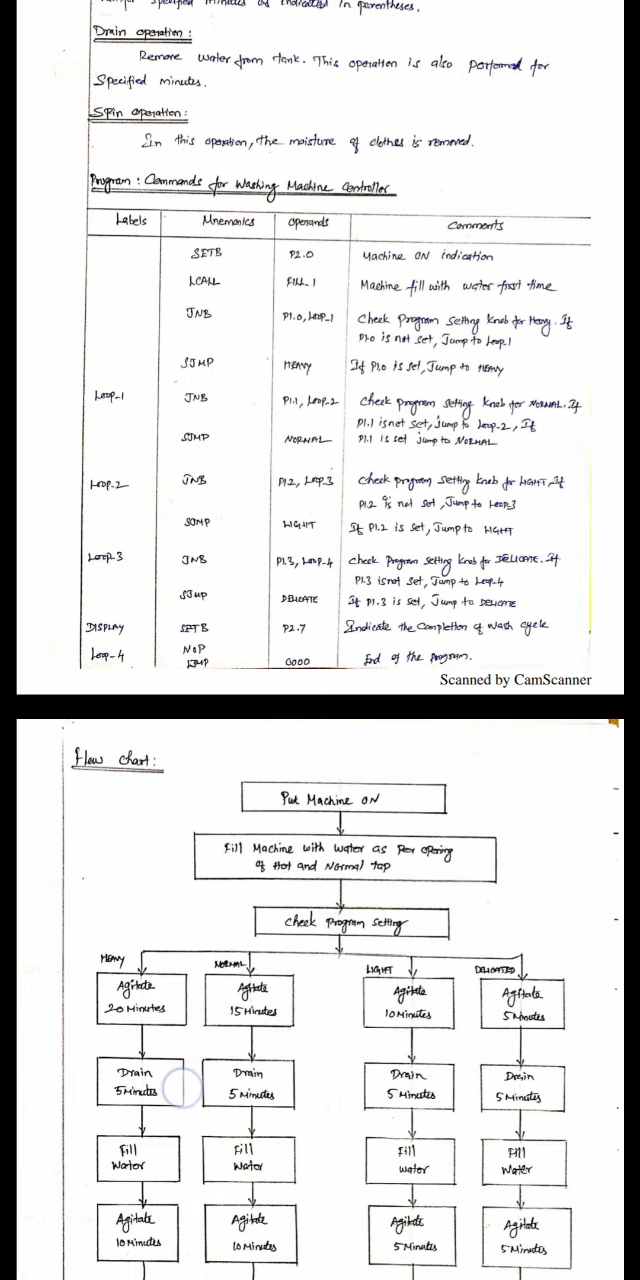 specified minutes as indicated in parentheses.
Drain operation :
Remove water from tank. This operation is also performed for
Specified minutes.
Spin operation :
In this operation, the moisture of clothes is removed.
Program : Commands for Washing Machine Controller
Labels Mnemonics Operands Comments
SETB P2.0 Machine ON indication
LCALL FILL_1 Machine fill with water first time
JNB P1.0, Loop_1 Check Program Setting Knob for Heavy. If
P1.0 is not set, Jump to Loop_1
SJMP HEAVY If P1.0 is set, Jump to HEAVY
Loop_1 JNB P1.1, Loop_2 Check program setting knob for NORMAL. If
P1.1 is not set, jump to Loop_2, If
SJMP NORMAL P1.1 is set jump to NORMAL
Loop_2 JNB P1.2, Loop_3 Check program setting knob for LIGHT, If
P1.2 is not set, Jump to Loop_3
SJMP LIGHT If P1.2 is set, Jump to LIGHT
Loop_3 JNB P1.3, Loop_4 Check program setting knob for DELICATE. If
P1.3 is not set, Jump to Loop_4
SJMP DELICATE If P1.3 is set, Jump to DELICATE
DISPLAY SETB P2.7 Indicate the Completion of Wash cycle
Loop_4 NOP
LJMP 0000 End of the Program.
Scanned by CamScanner
Flow chart :
Put Machine ON
Fill Machine with water as per opening
of Hot and Normal tap
Check Program Setting
HEAVY NORMAL LIGHT DELICATED
Agitate Agitate Agitate Agitate
20 Minutes 15 Minutes 10 Minutes 5 Minutes
Drain Drain Drain Drain
5 Minutes 5 Minutes 5 Minutes 5 Minutes
Fill Fill Fill Fill
Water Water water Water
Agitate Agitate Agitate Agitate
10 Minutes 10 Minutes 5 Minutes 5 Minutes